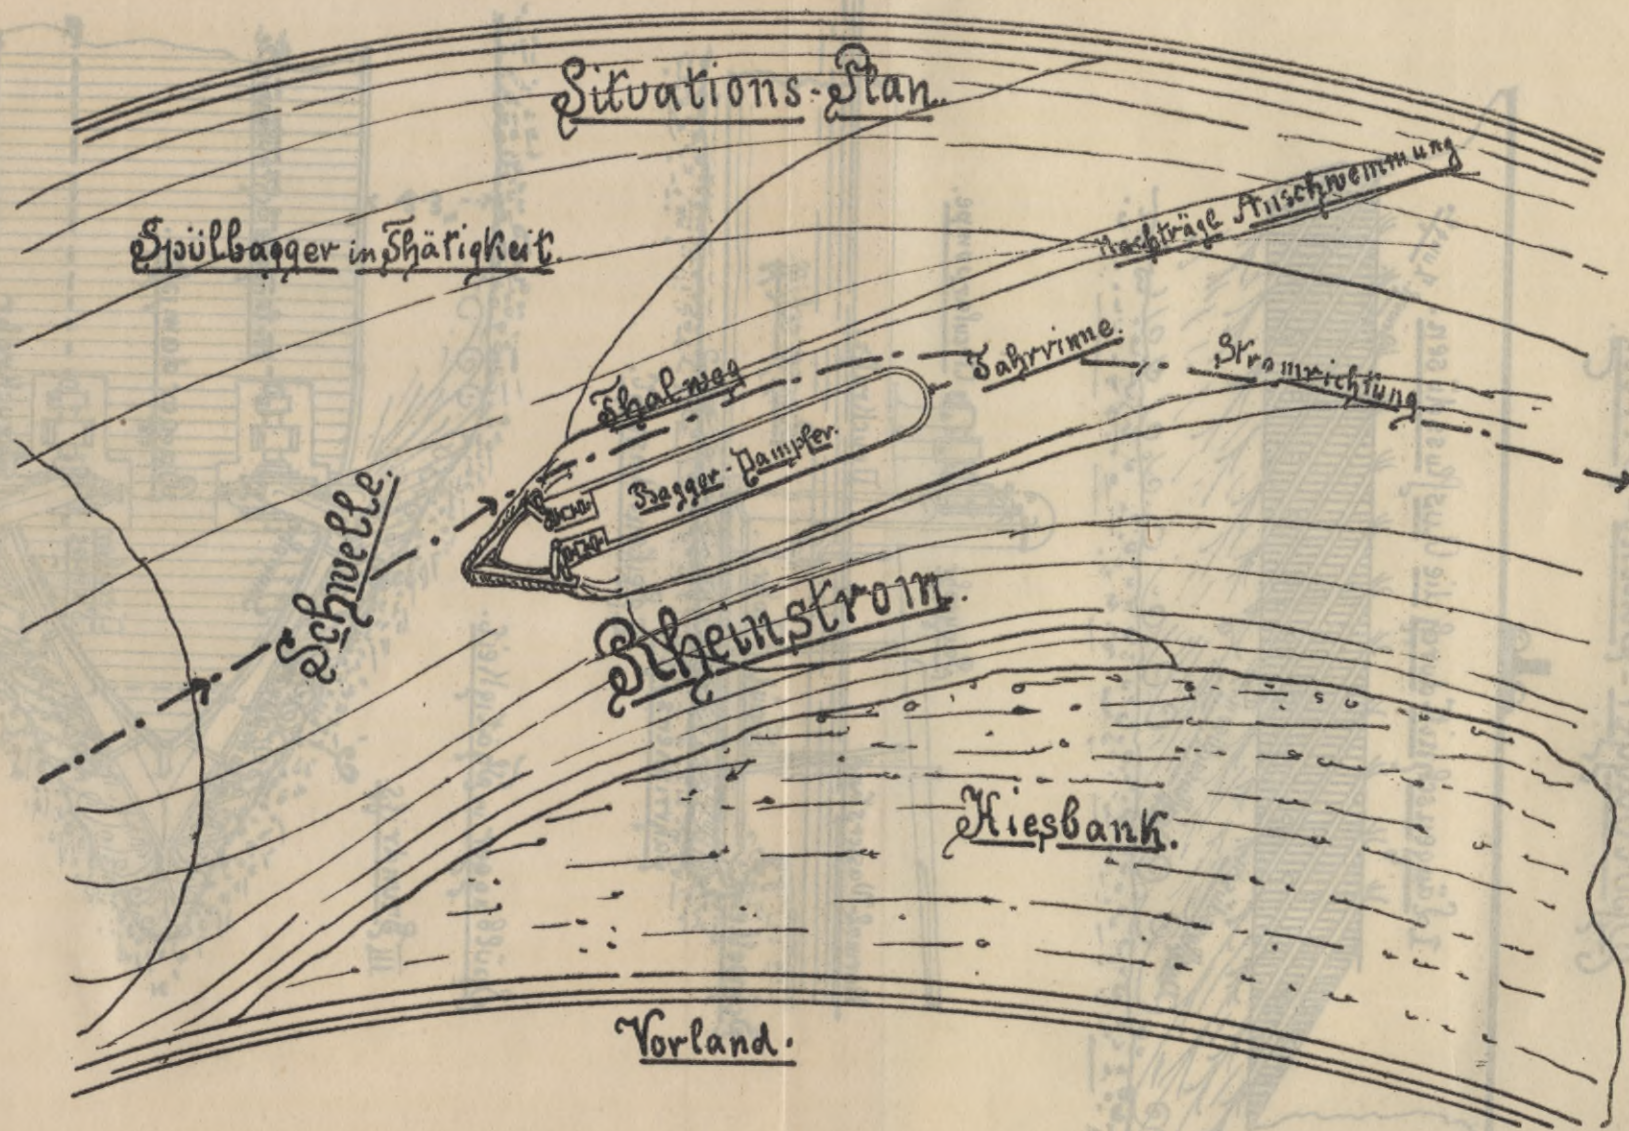 Situations-Plan.
Spülbagger in Thätigkeit.
Nachträgl Anschwemmung
Fahrrinne.
Stromrichtung
Thalweg
Bagger-Dampfer.
Schwelle.
Rheinstrom.
Kiesbank.
Vorland.